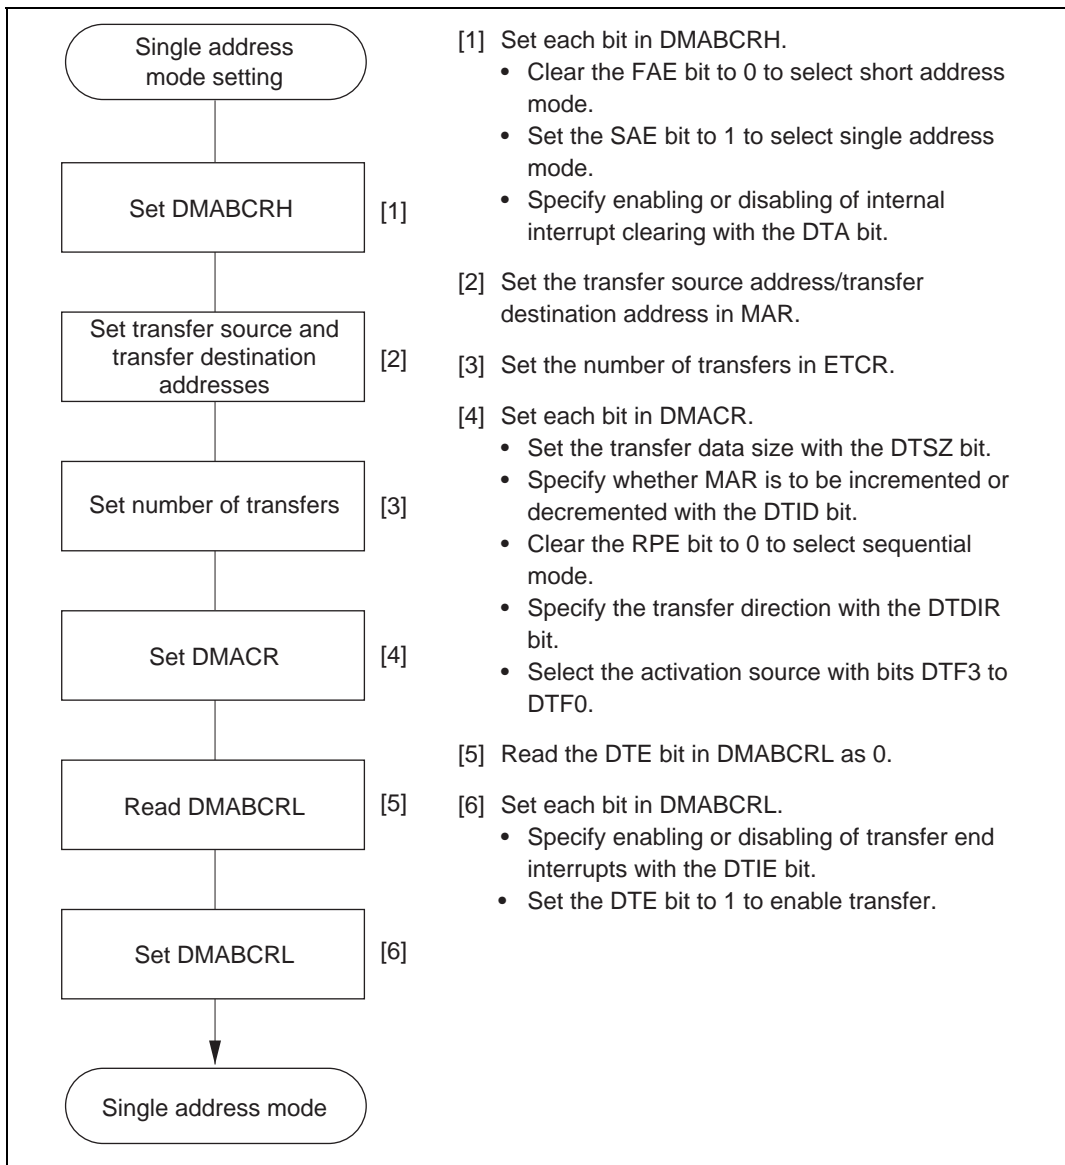 Single address
mode setting
Set DMABCRH
[1]
Set transfer source and
transfer destination
addresses
[2]
Set number of transfers
[3]
Set DMACR
[4]
Read DMABCRL
[5]
Set DMABCRL
[6]
Single address mode
[1] Set each bit in DMABCRH.
• Clear the FAE bit to 0 to select short address
mode.
• Set the SAE bit to 1 to select single address
mode.
• Specify enabling or disabling of internal
interrupt clearing with the DTA bit.
[2] Set the transfer source address/transfer
destination address in MAR.
[3] Set the number of transfers in ETCR.
[4] Set each bit in DMACR.
• Set the transfer data size with the DTSZ bit.
• Specify whether MAR is to be incremented or
decremented with the DTID bit.
• Clear the RPE bit to 0 to select sequential
mode.
• Specify the transfer direction with the DTDIR
bit.
• Select the activation source with bits DTF3 to
DTF0.
[5] Read the DTE bit in DMABCRL as 0.
[6] Set each bit in DMABCRL.
• Specify enabling or disabling of transfer end
interrupts with the DTIE bit.
• Set the DTE bit to 1 to enable transfer.